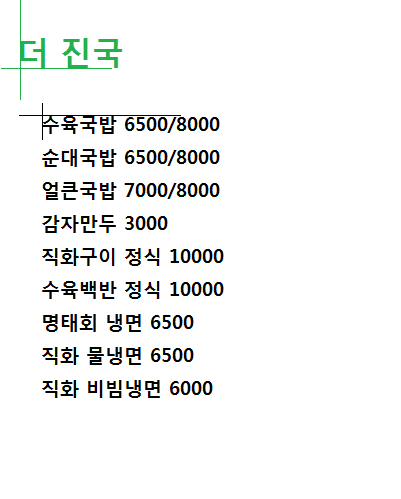 더 진국
수육국밥 6500/8000
순대국밥 6500/8000
얼큰국밥 7000/8000
감자만두 3000
직화구이 정식 10000
수육백반 정식 10000
명태회 냉면 6500
직화 물냉면 6500
직화 비빔냉면 6000